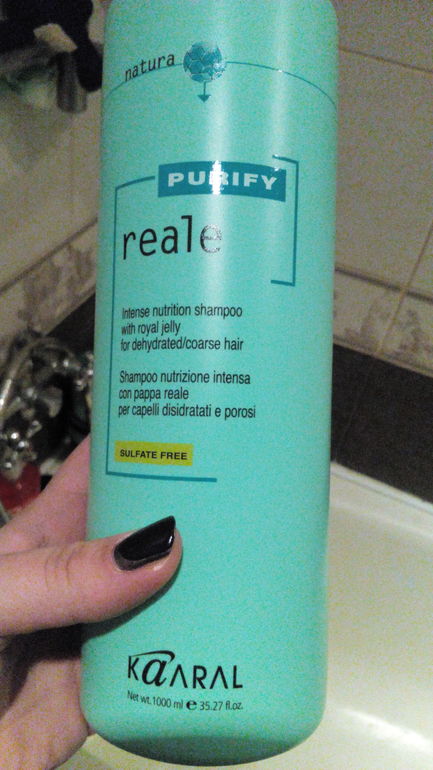 natura
PURIFY
reale
Intense nutrition shampoo
with royal jelly
for dehydrated/coarse hair
Shampoo nutrizione intensa
con pappa reale
per capelli disidratati e porosi
SULFATE FREE
KAARAL
Net wt.1000 ml e 35.27 fl.oz.